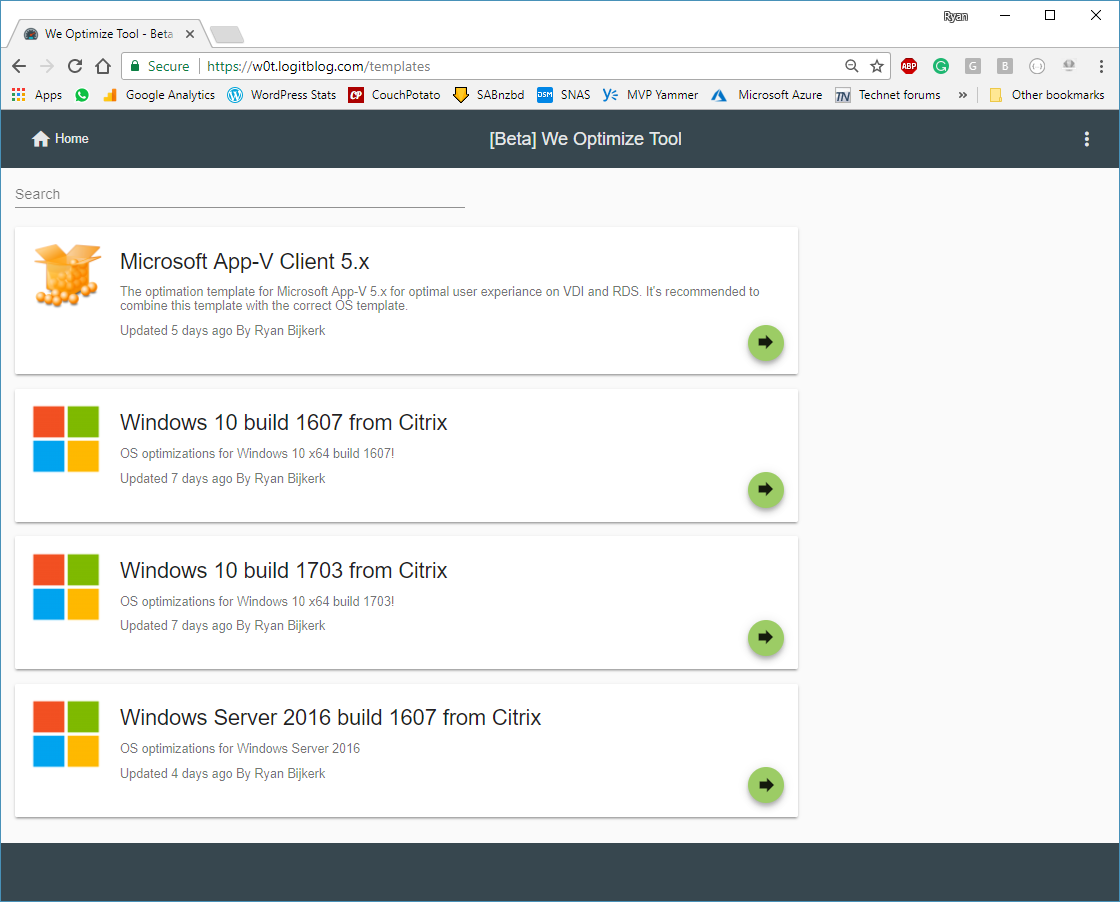 Ryan
We Optimize Tool - Beta
Secure https://w0t.logitblog.com/templates
ABP G B
Apps Google Analytics WordPress Stats CP CouchPotato SABnzbd DSM SNAS MVP Yammer Microsoft Azure TN Technet forums » Other bookmarks
Home [Beta] We Optimize Tool
Search
Microsoft App-V Client 5.x
The optimation template for Microsoft App-V 5.x for optimal user experiance on VDI and RDS. It's recommended to
combine this template with the correct OS template.
Updated 5 days ago By Ryan Bijkerk
Windows 10 build 1607 from Citrix
OS optimizations for Windows 10 x64 build 1607!
Updated 7 days ago By Ryan Bijkerk
Windows 10 build 1703 from Citrix
OS optimizations for Windows 10 x64 build 1703!
Updated 7 days ago By Ryan Bijkerk
Windows Server 2016 build 1607 from Citrix
OS optimizations for Windows Server 2016
Updated 4 days ago By Ryan Bijkerk